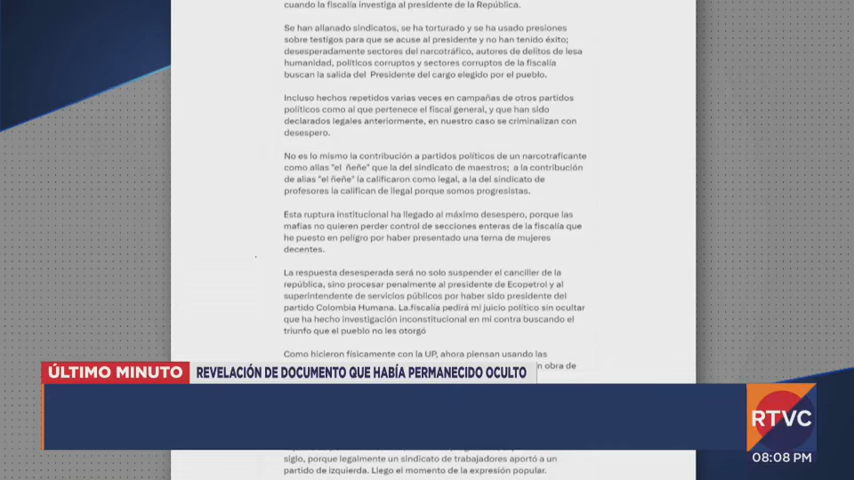 cuando la fiscalía investiga al presidente de la República.
Se han allanado sindicatos, se ha torturado y se ha usado presiones
sobre testigos para que se acuse al presidente y no han tenido éxito;
desesperadamente sectores del narcotráfico, autores de delitos de lesa
humanidad, políticos corruptos y sectores corruptos de la fiscalía
buscan la salida del Presidente del cargo elegido por el pueblo.
Incluso hechos repetidos varias veces en campañas de otros partidos
políticos como al que pertenece el fiscal general, y que han sido
declarados legales anteriormente, en nuestro caso se criminalizan con
desespero.
No es lo mismo la contribución a partidos políticos de un narcotraficante
como alias "el ñeñe" que la del sindicato de maestros; a la contribución
de alias "el ñeñe" la calificaron como legal, a la del sindicato de
profesores la califican de ilegal porque somos progresistas.
Esta ruptura institucional ha llegado al máximo desespero, porque las
mafias no quieren perder control de secciones enteras de la fiscalía que
he puesto en peligro por haber presentado una terna de mujeres
decentes.
La respuesta desesperada será no solo suspender el canciller de la
república, sino procesar penalmente al presidente de Ecopetrol y al
superintendente de servicios públicos por haber sido presidente del
partido Colombia Humana. La fiscalía pedirá mi juicio político sin ocultar
que ha hecho investigación inconstitucional en mi contra buscando el
triunfo que el pueblo no les otorgó
Como hicieron físicamente con la UP, ahora piensan usando las
n obra de
ÚLTIMO MINUTO
REVELACIÓN DE DOCUMENTO QUE HABÍA PERMANECIDO OCULTO
RTVC
08:08 PM
siglo, porque legalmente un sindicato de trabajadores aportó a un
partido de izquierda. Llego el momento de la expresión popular.